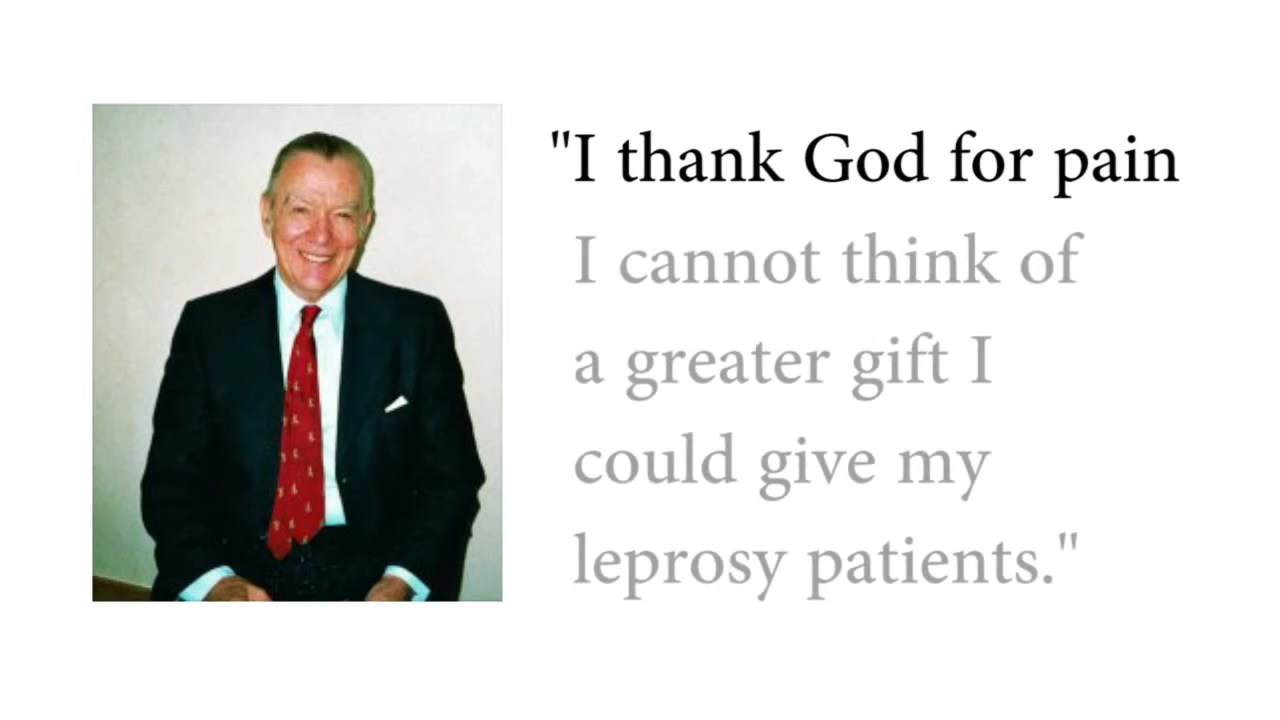 "I thank God for pain
I cannot think of
a greater gift I
could give my
leprosy patients."